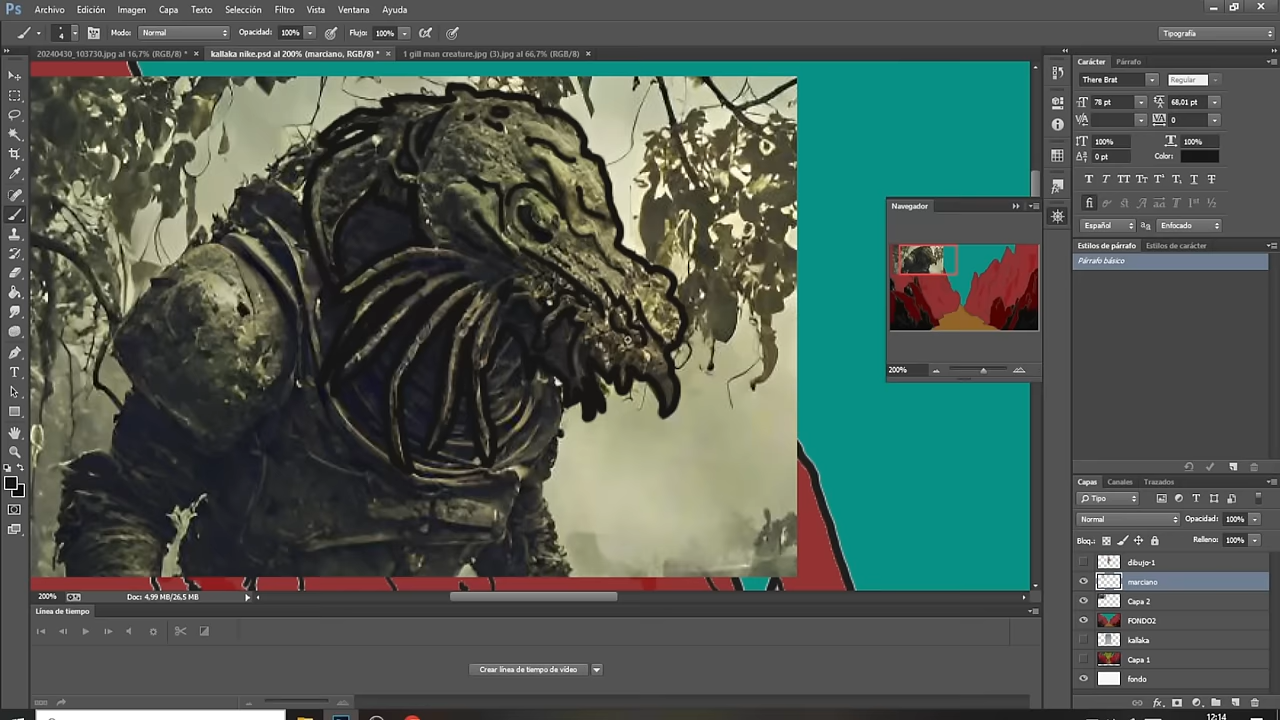 Ps Archivo Edición Imagen Capa Texto Selección Filtro Vista Ventana Ayuda
4 Modo: Normal Opacidad: 100% Flujo: 100% Tipografía
20240430_103730.jpg al 16,7% (RGB/8) * × kallaka nike.psd al 200% (marciano, RGB/8) * × 1 gill man creature.jpg (3).jpg al 66,7% (RGB/8) ×
Carácter Párrafo
There Brat Regular
78 pt 68,01 pt
0
100% 100%
0 pt Color:
Español aa Enfocado
Estilos de párrafo Estilos de carácter
Párrafo básico
Navegador
200%
Capas Canales Trazados
Tipo
Normal Opacidad: 100%
Bloq.: Relleno: 100%
dibujo-1
marciano
Capa 2
FONDO2
kallaka
Capa 1
fondo
200% Doc: 4,99 MB/26,5 MB
Línea de tiempo
Crear línea de tiempo de vídeo
12:14